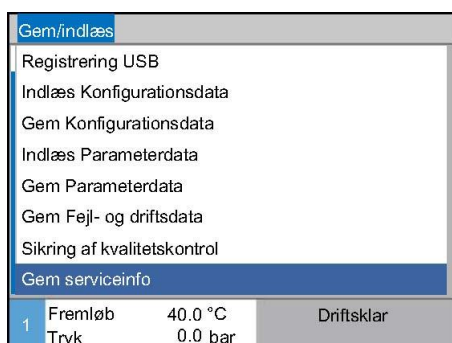 Gem/indlæs
Registrering USB
Indlæs Konfigurationsdata
Gem Konfigurationsdata
Indlæs Parameterdata
Gem Parameterdata
Gem Fejl- og driftsdata
Sikring af kvalitetskontrol
Gem serviceinfo
1 Fremløb 40.0 °C Driftsklar
Tryk 0.0 bar